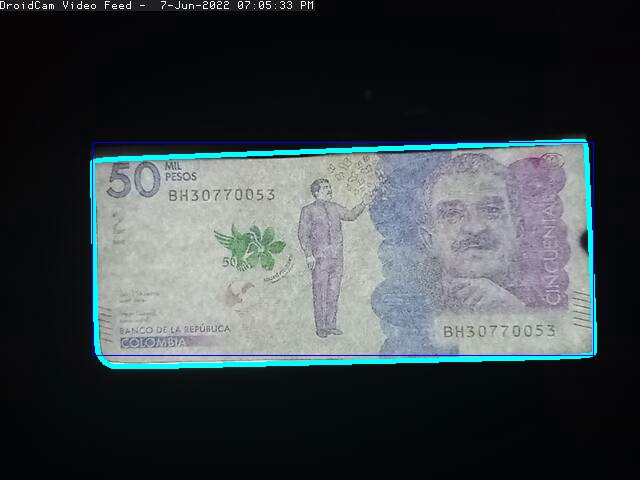 DroidCam Video Feed - 7-Jun-2022 07:05:33 PM
50 MIL
PESOS
BH30770053
50
CINCUENTA
BH30770053
BANCO DE LA REPÚBLICA
COLOMBIA